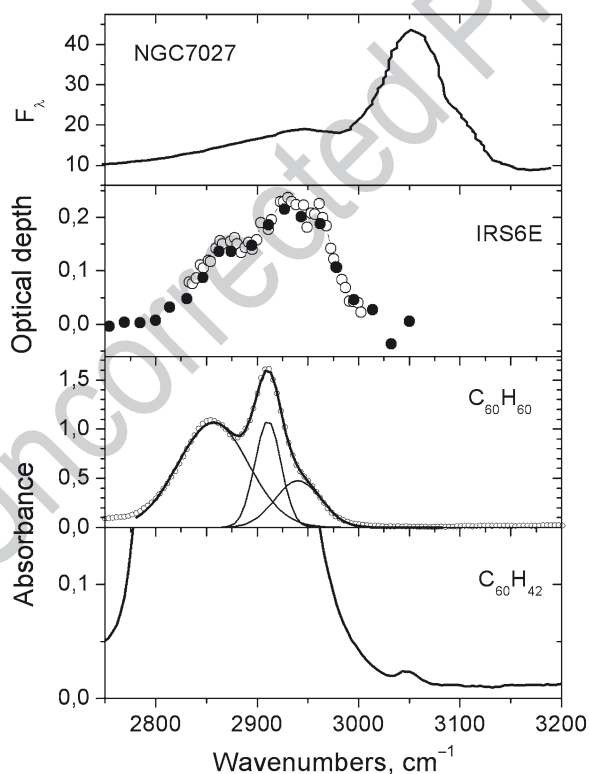 uncorrected P
NGC7027
F_λ
40
30
20
10
IRS6E
Optical depth
0,2
0,1
0,0
C₆₀H₆₀
Absorbance
1,5
1,0
0,5
0,0
C₆₀H₄₂
0,1
0,0
2800 2900 3000 3100 3200
Wavenumbers, cm⁻¹